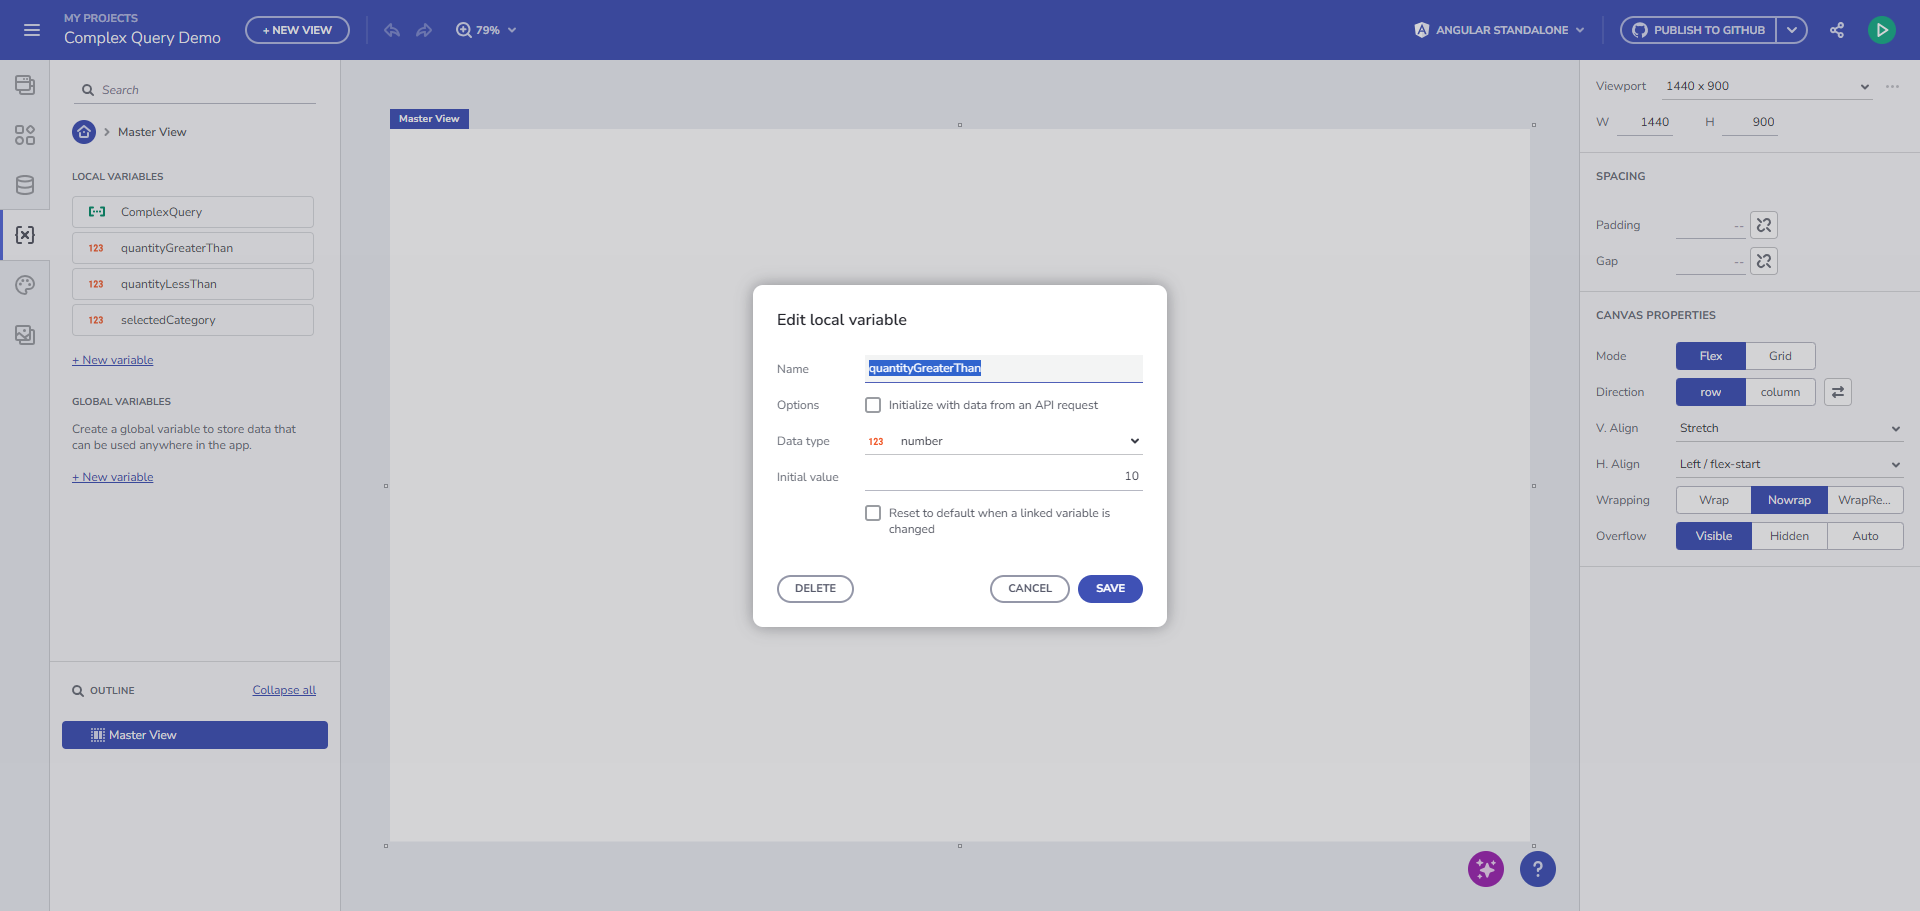 MY PROJECTS
Complex Query Demo
+ NEW VIEW
79%
ANGULAR STANDALONE
PUBLISH TO GITHUB
Search
Master View
LOCAL VARIABLES
ComplexQuery
123 quantityGreaterThan
123 quantityLessThan
123 selectedCategory
+ New variable
GLOBAL VARIABLES
Create a global variable to store data that
can be used anywhere in the app.
+ New variable
OUTLINE
Collapse all
Master View
Master View
Edit local variable
Name
quantityGreaterThan
Options
Initialize with data from an API request
Data type
123 number
Initial value
10
Reset to default when a linked variable is
changed
DELETE
CANCEL
SAVE
?
Viewport
1440 x 900
W 1440 H 900
SPACING
Padding --
Gap --
CANVAS PROPERTIES
Mode Flex Grid
Direction row column
V. Align Stretch
H. Align Left / flex-start
Wrapping Wrap Nowrap WrapRe...
Overflow Visible Hidden Auto